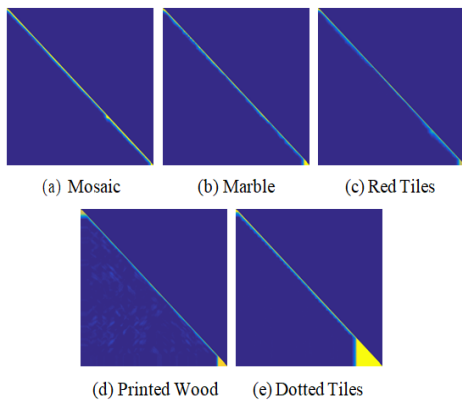 (a) Mosaic
(b) Marble
(c) Red Tiles
(d) Printed Wood
(e) Dotted Tiles